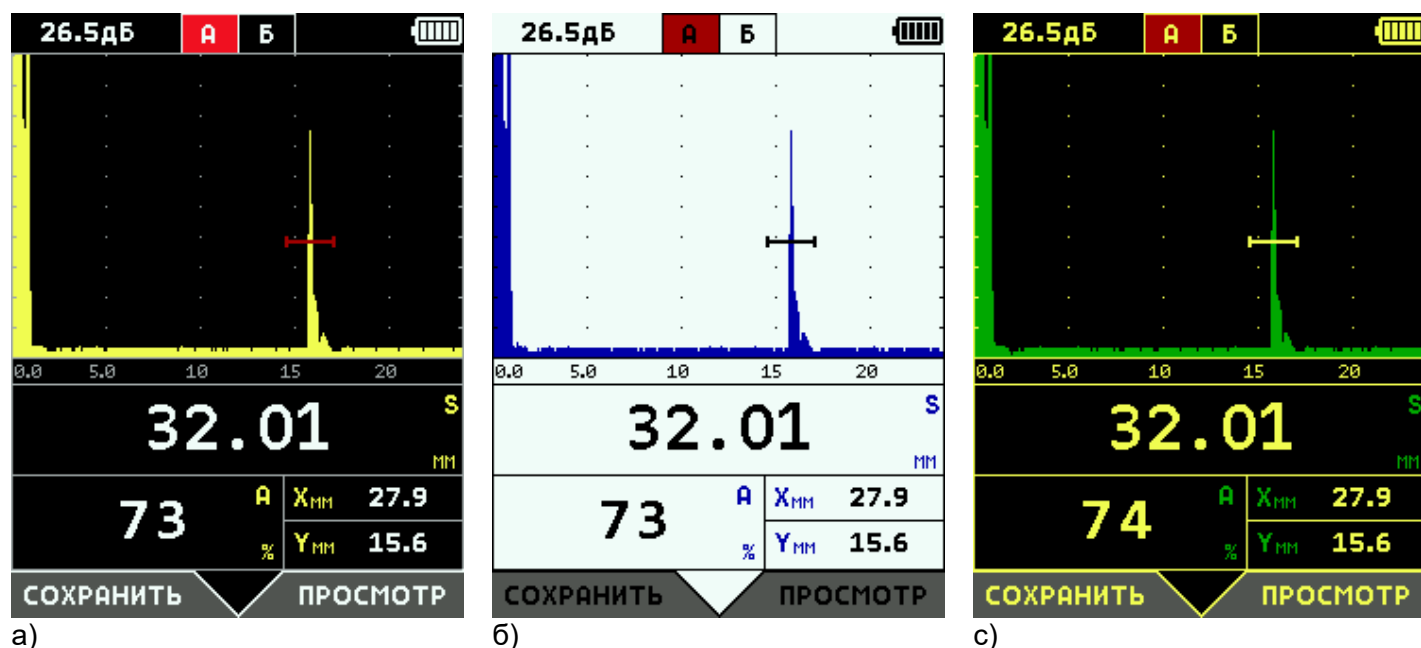 26.5дБ А Б
0.0 5.0 10 15 20
32.01 S
мм
73 А %
Xмм 27.9
Yмм 15.6
СОХРАНИТЬ ПРОСМОТР
а)
26.5дБ А Б
0.0 5.0 10 15 20
32.01 S
мм
73 А %
Xмм 27.9
Yмм 15.6
СОХРАНИТЬ ПРОСМОТР
б)
26.5дБ А Б
0.0 5.0 10 15 20
32.01 S
мм
74 А %
Xмм 27.9
Yмм 15.6
СОХРАНИТЬ ПРОСМОТР
с)